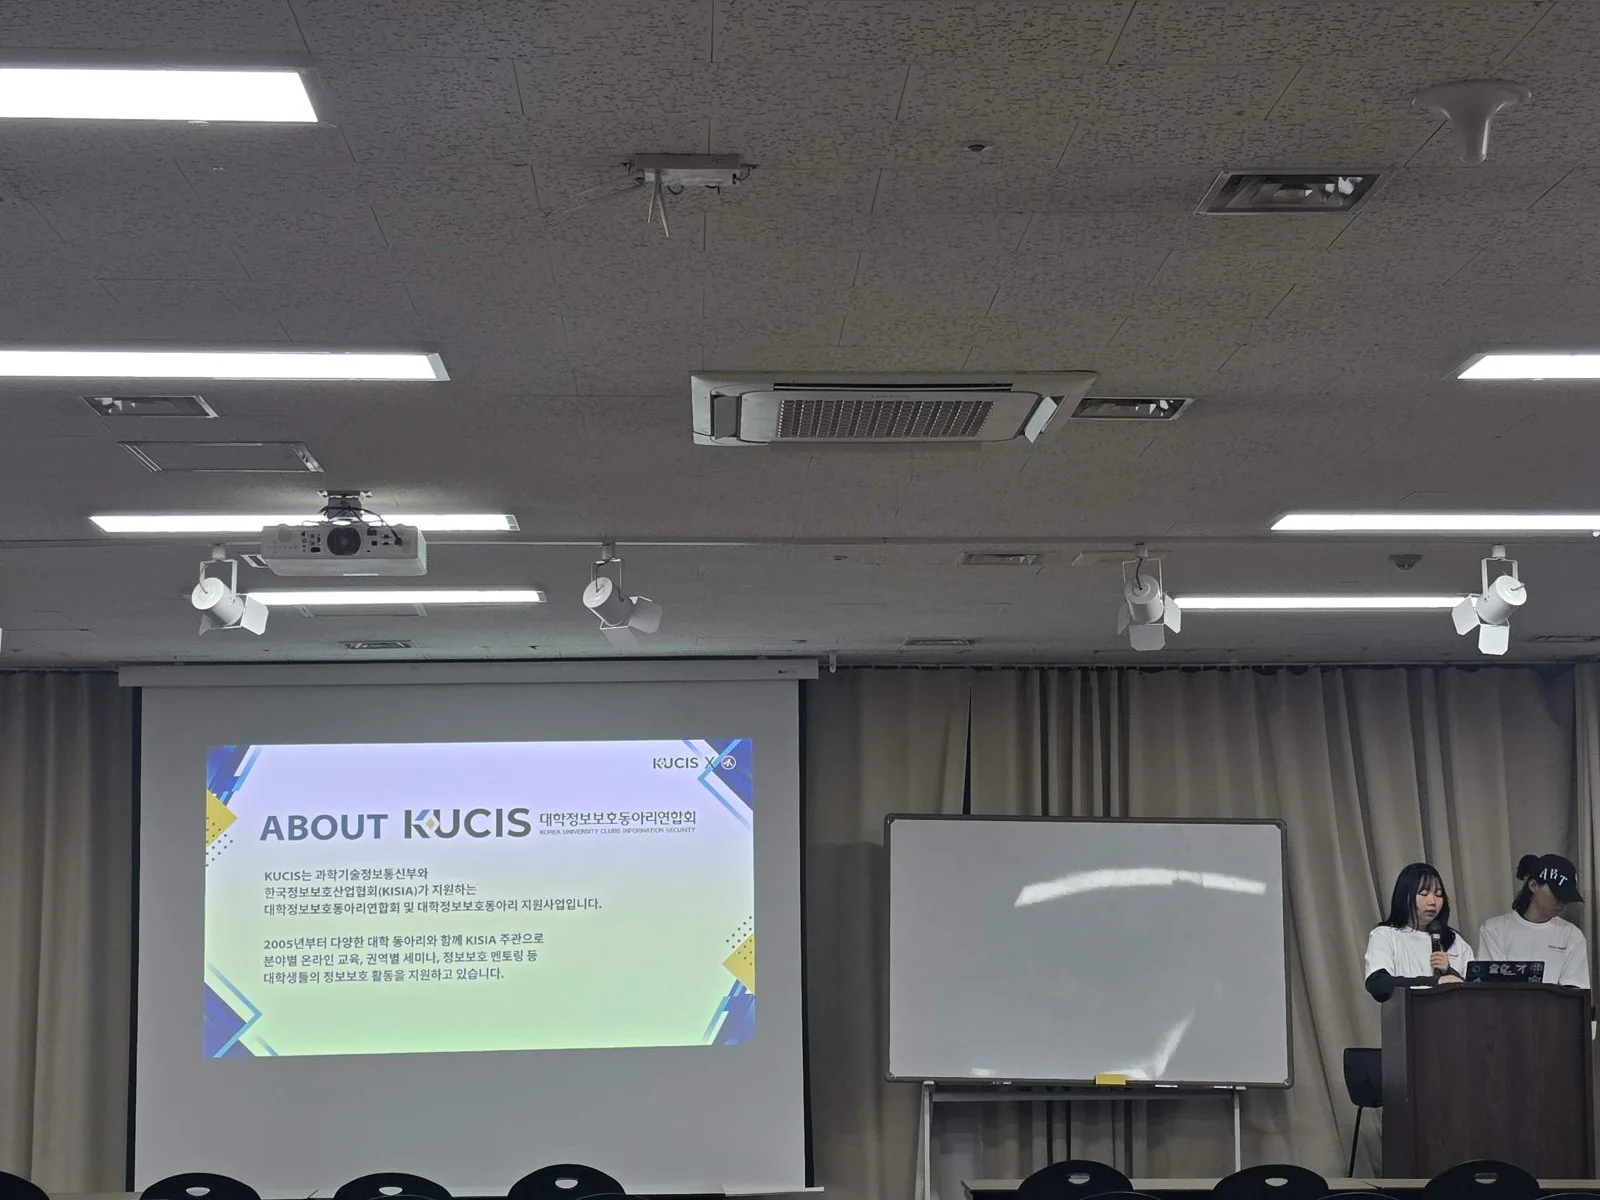 KUCIS X
ABOUT KUCIS 대학정보보호동아리연합회
KOREA UNIVERSITY CLUBS INFORMATION SECURITY
KUCIS는 과학기술정보통신부와
한국정보보호산업협회(KISIA)가 지원하는
대학정보보호동아리연합회 및 대학정보보호동아리 지원사업입니다.
2005년부터 다양한 대학 동아리와 함께 KISIA 주관으로
분야별 온라인 교육, 권역별 세미나, 정보보호 멘토링 등
대학생들의 정보보호 활동을 지원하고 있습니다.